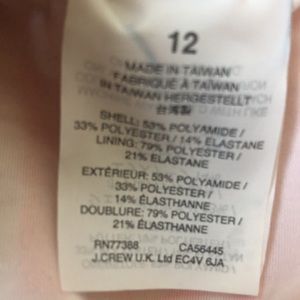 12
MADE IN TAIWAN
FABRIQUÉ À TAÏWAN
IN TAIWAN HERGESTELLT
台灣製
SHELL: 53% POLYAMIDE /
33% POLYESTER / 14% ELASTANE
LINING: 79% POLYESTER /
21% ELASTANE
EXTÉRIEUR: 53% POLYAMIDE /
33% POLYESTER /
14% ÉLASTHANNE
DOUBLURE: 79% POLYESTER /
21% ÉLASTHANNE
RN77388 CA56445
J.CREW U.K. Ltd EC4V 6JA